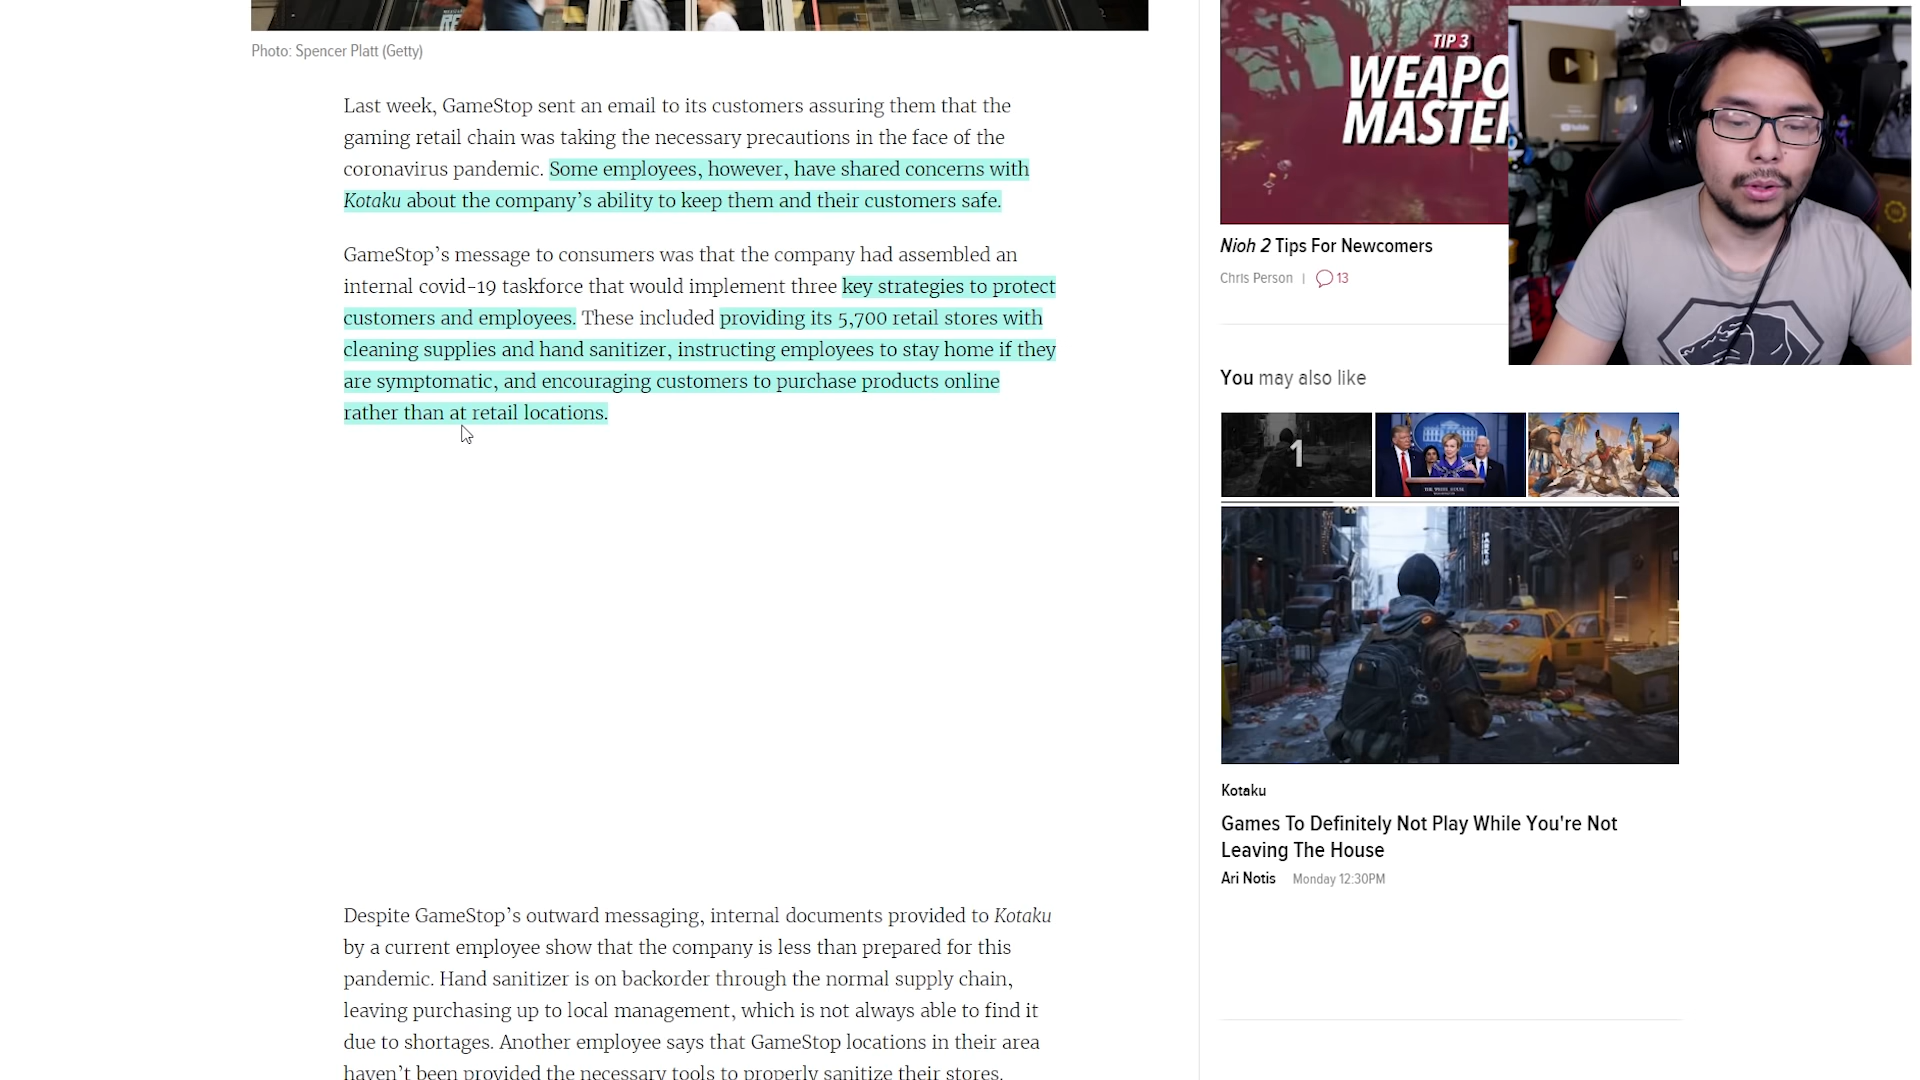 Photo: Spencer Platt (Getty)
Last week, GameStop sent an email to its customers assuring them that the
gaming retail chain was taking the necessary precautions in the face of the
coronavirus pandemic. Some employees, however, have shared concerns with
Kotaku about the company’s ability to keep them and their customers safe.
GameStop’s message to consumers was that the company had assembled an
internal covid-19 taskforce that would implement three key strategies to protect
customers and employees. These included providing its 5,700 retail stores with
cleaning supplies and hand sanitizer, instructing employees to stay home if they
are symptomatic, and encouraging customers to purchase products online
rather than at retail locations.
Despite GameStop’s outward messaging, internal documents provided to Kotaku
by a current employee show that the company is less than prepared for this
pandemic. Hand sanitizer is on backorder through the normal supply chain,
leaving purchasing up to local management, which is not always able to find it
due to shortages. Another employee says that GameStop locations in their area
haven’t been provided the necessary tools to properly sanitize their stores.
TIP 3
WEAPO
MASTE
Nioh 2 Tips For Newcomers
Chris Person | 13
You may also like
1
Kotaku
Games To Definitely Not Play While You're Not
Leaving The House
Ari Notis Monday 12:30PM